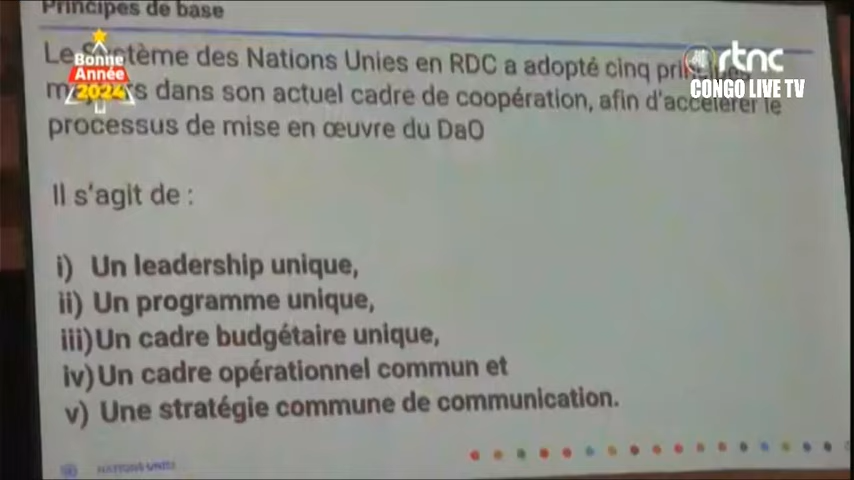 Principes de base
Le Système des Nations Unies en RDC a adopté cinq
dans son actuel cadre de coopération, afin d'accélérer le
processus de mise en œuvre du DaO
Il s'agit de :
i) Un leadership unique,
ii) Un programme unique,
iii) Un cadre budgétaire unique,
iv) Un cadre opérationnel commun et
v) Une stratégie commune de communication.
NATIONS UNIES
Bonne
Année
2024
rtnc
CONGO LIVE TV